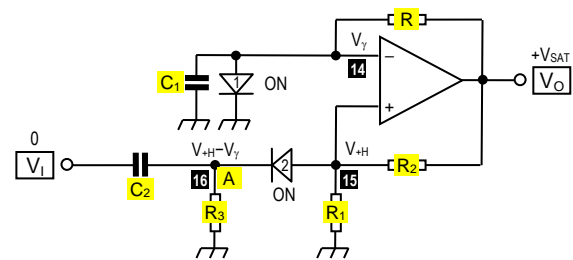 R
Vγ
14
−
+VSAT
C1
1
ON
VO
+
0
V+H−Vγ
V+H
VI
C2
16
A
2
ON
15
R2
R3
R1